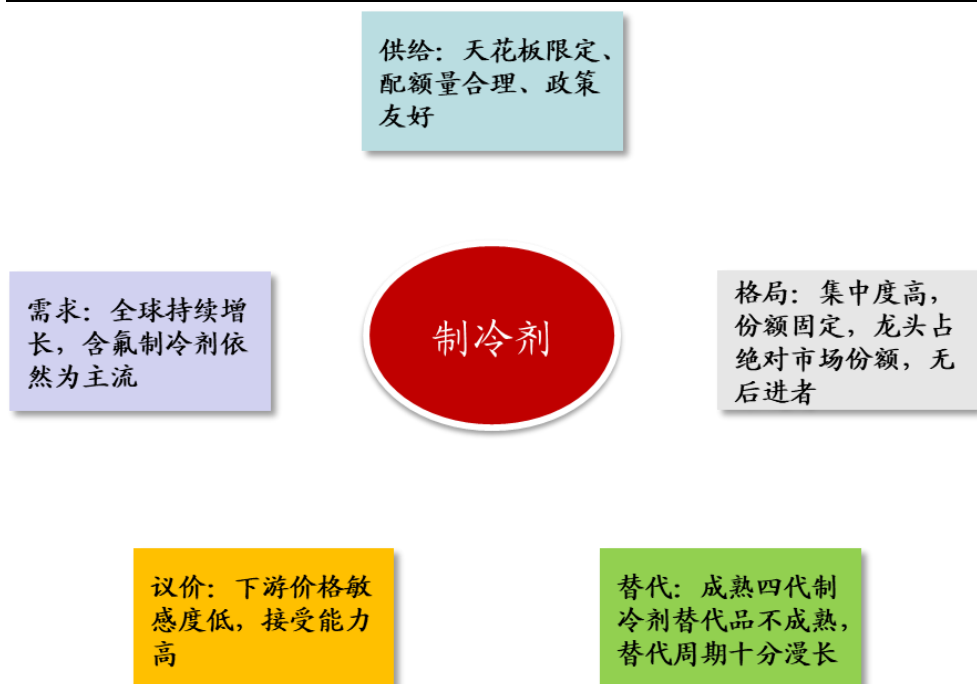 供给：天花板限定、
配额量合理、政策
友好
需求：全球持续增
长，含氟制冷剂依
然为主流
制冷剂
格局：集中度高，
份额固定，龙头占
绝对市场份额，无
后进者
议价：下游价格敏
感度低，接受能力
高
替代：成熟四代制
冷剂替代品不成熟，
替代周期十分漫长